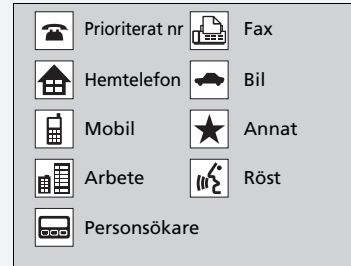 Prioriterat nr Fax
Hemtelefon Bil
Mobil Annat
Arbete Röst
Personsökare